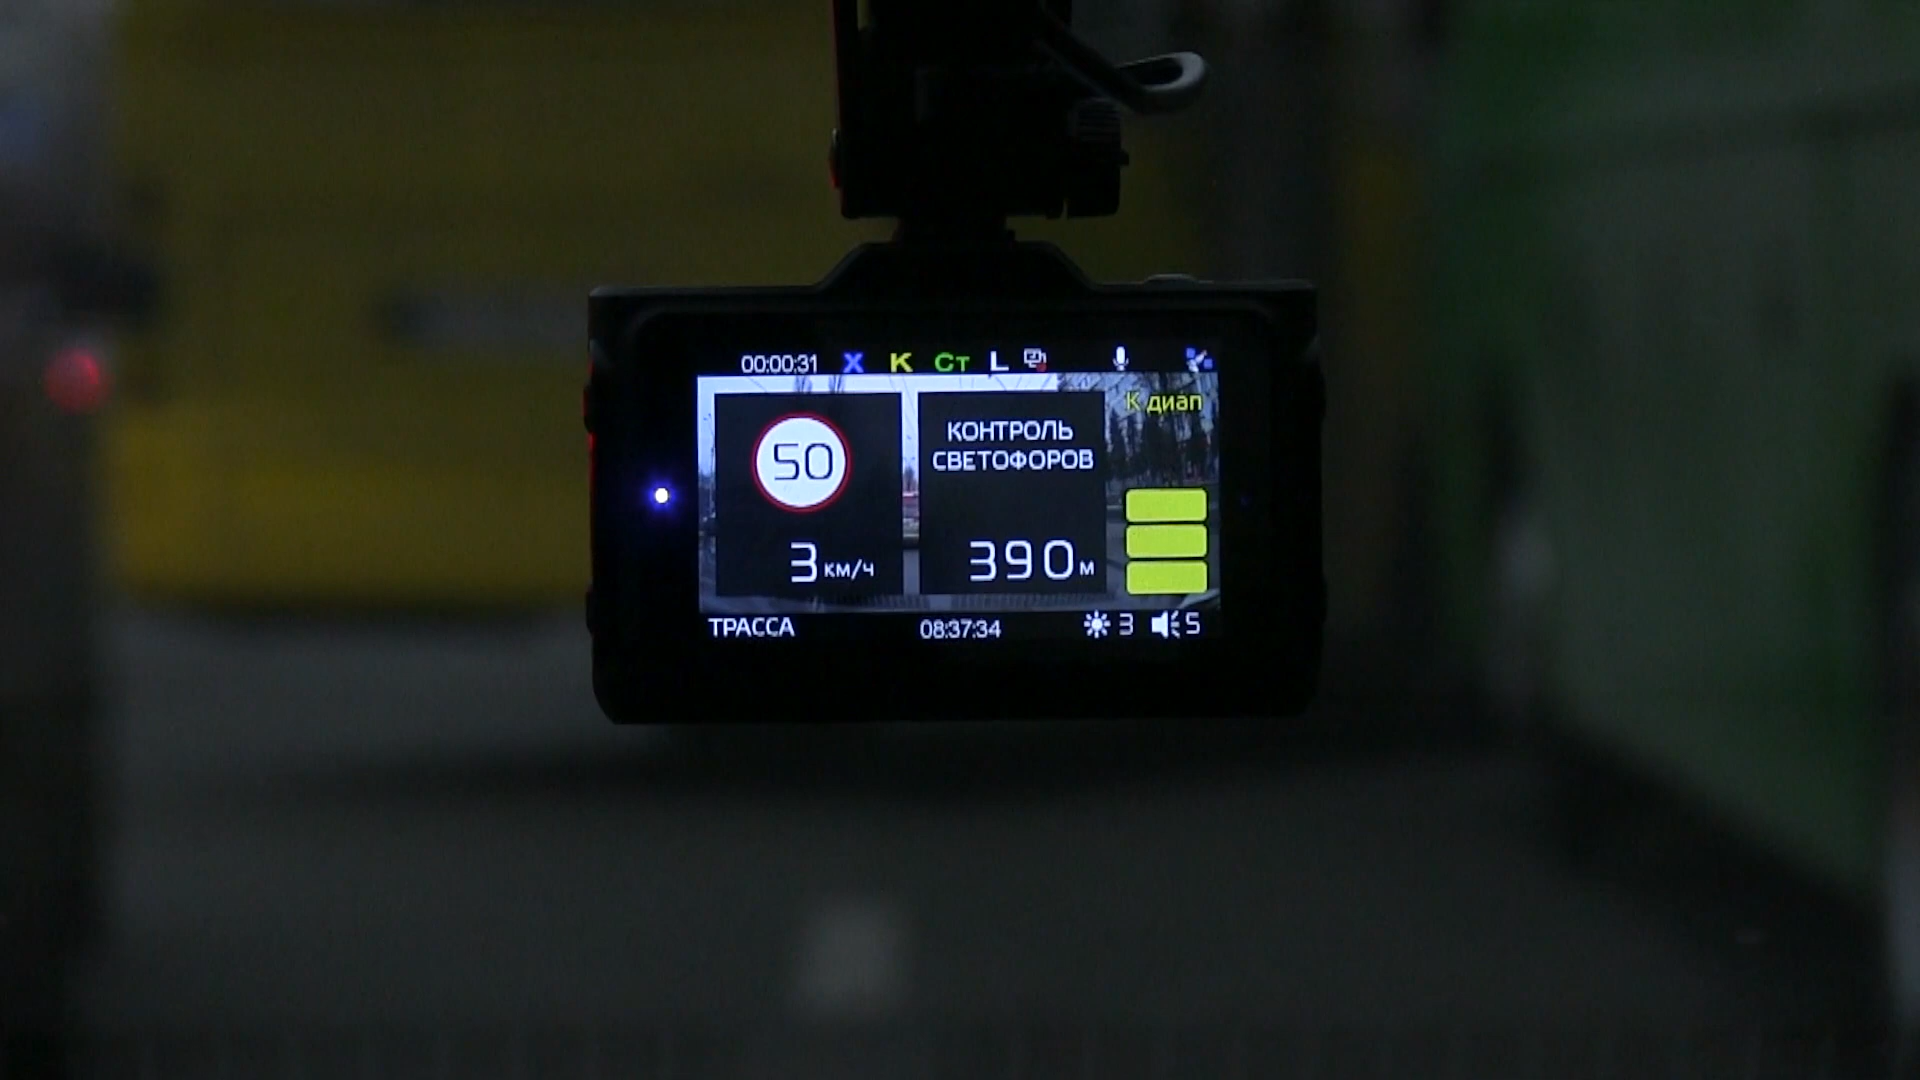 00:00:31 X K Ст L
К диап
50
КОНТРОЛЬ
СВЕТОФОРОВ
3 км/ч
390 м
ТРАССА 08:37:34 3 5